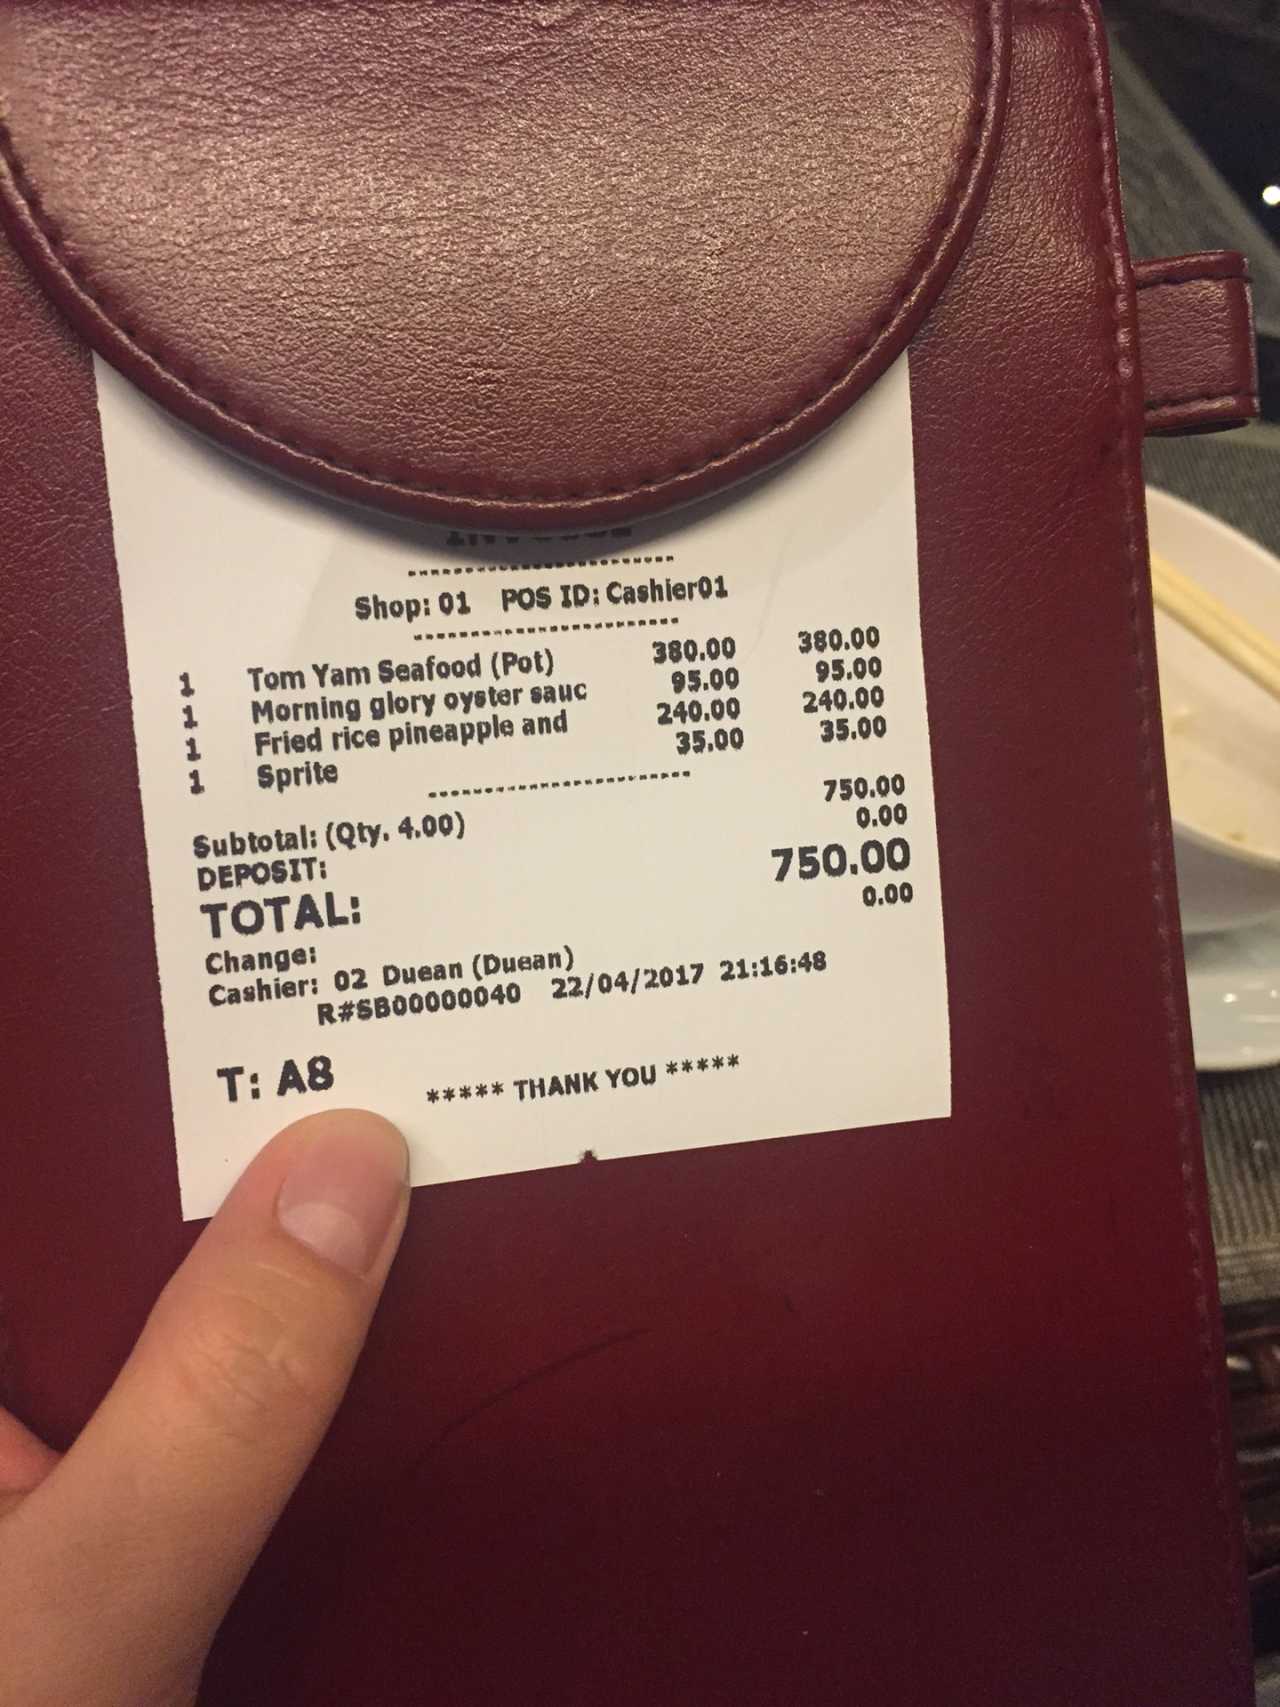 Shop: 01 POS ID: Cashier01
1 Tom Yam Seafood (Pot) 380.00 380.00
1 Morning glory oyster sauc 95.00 95.00
1 Fried rice pineapple and 240.00 240.00
1 Sprite 35.00 35.00
Subtotal: (Qty. 4.00) 750.00
DEPOSIT: 0.00
TOTAL: 750.00
Change: 0.00
Cashier: 02 Duean (Duean)
R#SB00000040 22/04/2017 21:16:48
T: A8
***** THANK YOU *****